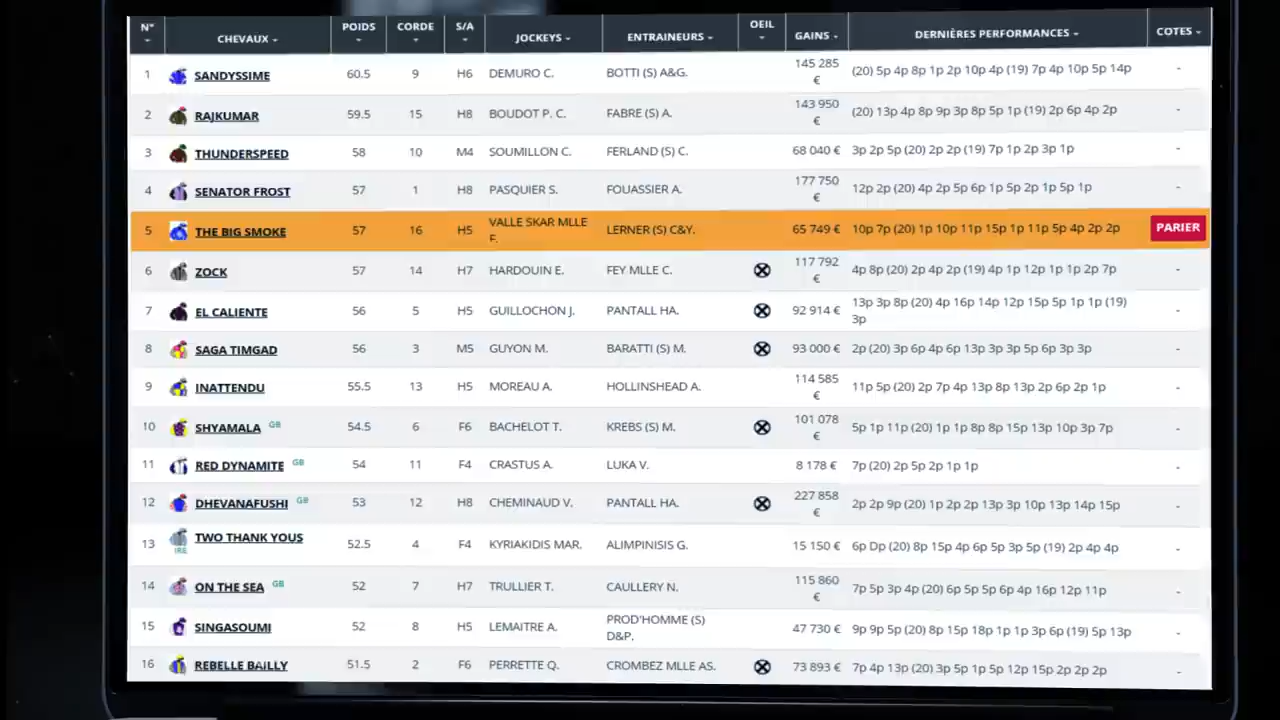 N° CHEVAUX POIDS CORDE S/A JOCKEYS ENTRAINEURS OEIL GAINS DERNIÈRES PERFORMANCES COTES
1 SANDYSSIME 60.5 9 H6 DEMURO C. BOTTI (S) A&G. 145 285 € (20) 5p 4p 8p 1p 2p 10p 4p (19) 7p 4p 10p 5p 14p -
2 RAJKUMAR 59.5 15 H8 BOUDOT P. C. FABRE (S) A. 143 950 € (20) 13p 4p 8p 9p 3p 8p 5p 1p (19) 2p 6p 4p 2p -
3 THUNDERSPEED 58 10 M4 SOUMILLON C. FERLAND (S) C. 68 040 € 3p 2p 5p (20) 2p 2p (19) 7p 1p 2p 3p 1p -
4 SENATOR FROST 57 1 H8 PASQUIER S. FOUASSIER A. 177 750 € 12p 2p (20) 4p 2p 5p 6p 1p 5p 2p 1p 5p 1p -
5 THE BIG SMOKE 57 16 H5 VALLE SKAR MLLE F. LERNER (S) C&Y. 65 749 € 10p 7p (20) 1p 10p 11p 15p 1p 11p 5p 4p 2p 2p PARIER
6 ZOCK 57 14 H7 HARDOUIN E. FEY MLLE C. 117 792 € 4p 8p (20) 2p 4p 2p (19) 4p 1p 12p 1p 1p 2p 7p -
7 EL CALIENTE 56 5 H5 GUILLOCHON J. PANTALL HA. 92 914 € 13p 3p 8p (20) 4p 16p 14p 12p 15p 5p 1p 1p (19) 3p -
8 SAGA TIMGAD 56 3 M5 GUYON M. BARATTI (S) M. 93 000 € 2p (20) 3p 6p 4p 6p 13p 3p 3p 5p 6p 3p 3p -
9 INATTENDU 55.5 13 H5 MOREAU A. HOLLINSHEAD A. 114 585 € 11p 5p (20) 2p 7p 4p 13p 8p 13p 2p 6p 2p 1p -
10 SHYAMALA GB 54.5 6 F6 BACHELOT T. KREBS (S) M. 101 078 € 5p 1p 11p (20) 1p 1p 8p 8p 15p 13p 10p 3p 7p -
11 RED DYNAMITE GB 54 11 F4 CRASTUS A. LUKA V. 8 178 € 7p (20) 2p 5p 2p 1p 1p -
12 DHEVANAFUSHI GB 53 12 H8 CHEMINAUD V. PANTALL HA. 227 858 € 2p 2p 9p (20) 1p 2p 2p 13p 3p 10p 13p 14p 15p -
13 TWO THANK YOUS IRE 52.5 4 F4 KYRIAKIDIS MAR. ALIMPINISIS G. 15 150 € 6p Dp (20) 8p 15p 4p 6p 5p 3p 5p (19) 2p 4p 4p -
14 ON THE SEA GB 52 7 H7 TRULLIER T. CAULLERY N. 115 860 € 7p 5p 3p 4p (20) 6p 5p 5p 6p 4p 16p 12p 11p -
15 SINGASOUMI 52 8 H5 LEMAITRE A. PROD'HOMME (S) D&P. 47 730 € 9p 9p 5p (20) 8p 15p 18p 1p 1p 3p 6p (19) 5p 13p -
16 REBELLE BAILLY 51.5 2 F6 PERRETTE Q. CROMBEZ MLLE AS. 73 893 € 7p 4p 13p (20) 3p 5p 1p 5p 12p 15p 2p 2p 2p -